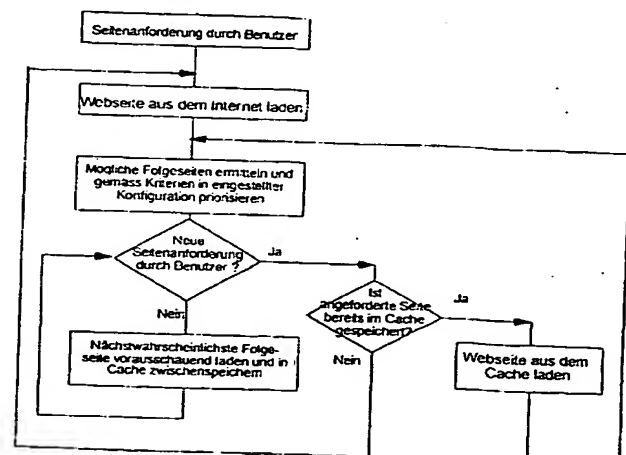 Seitenanforderung durch Benutzer
Webseite aus dem Internet laden
Mögliche Folgeseiten ermitteln und
gemass Kriterien in eingestellter
Konfiguration priorisieren
Neue
Seitenanforderung
durch Benutzer ?
Ja
Nein
Nächstwahrscheinlichste Folge-
seite vorausschauend laden und in
Cache zwischenspeichern
Ist
angeforderte Seite
bereits im Cache
gespeichert?
Ja
Nein
Webseite aus dem
Cache laden